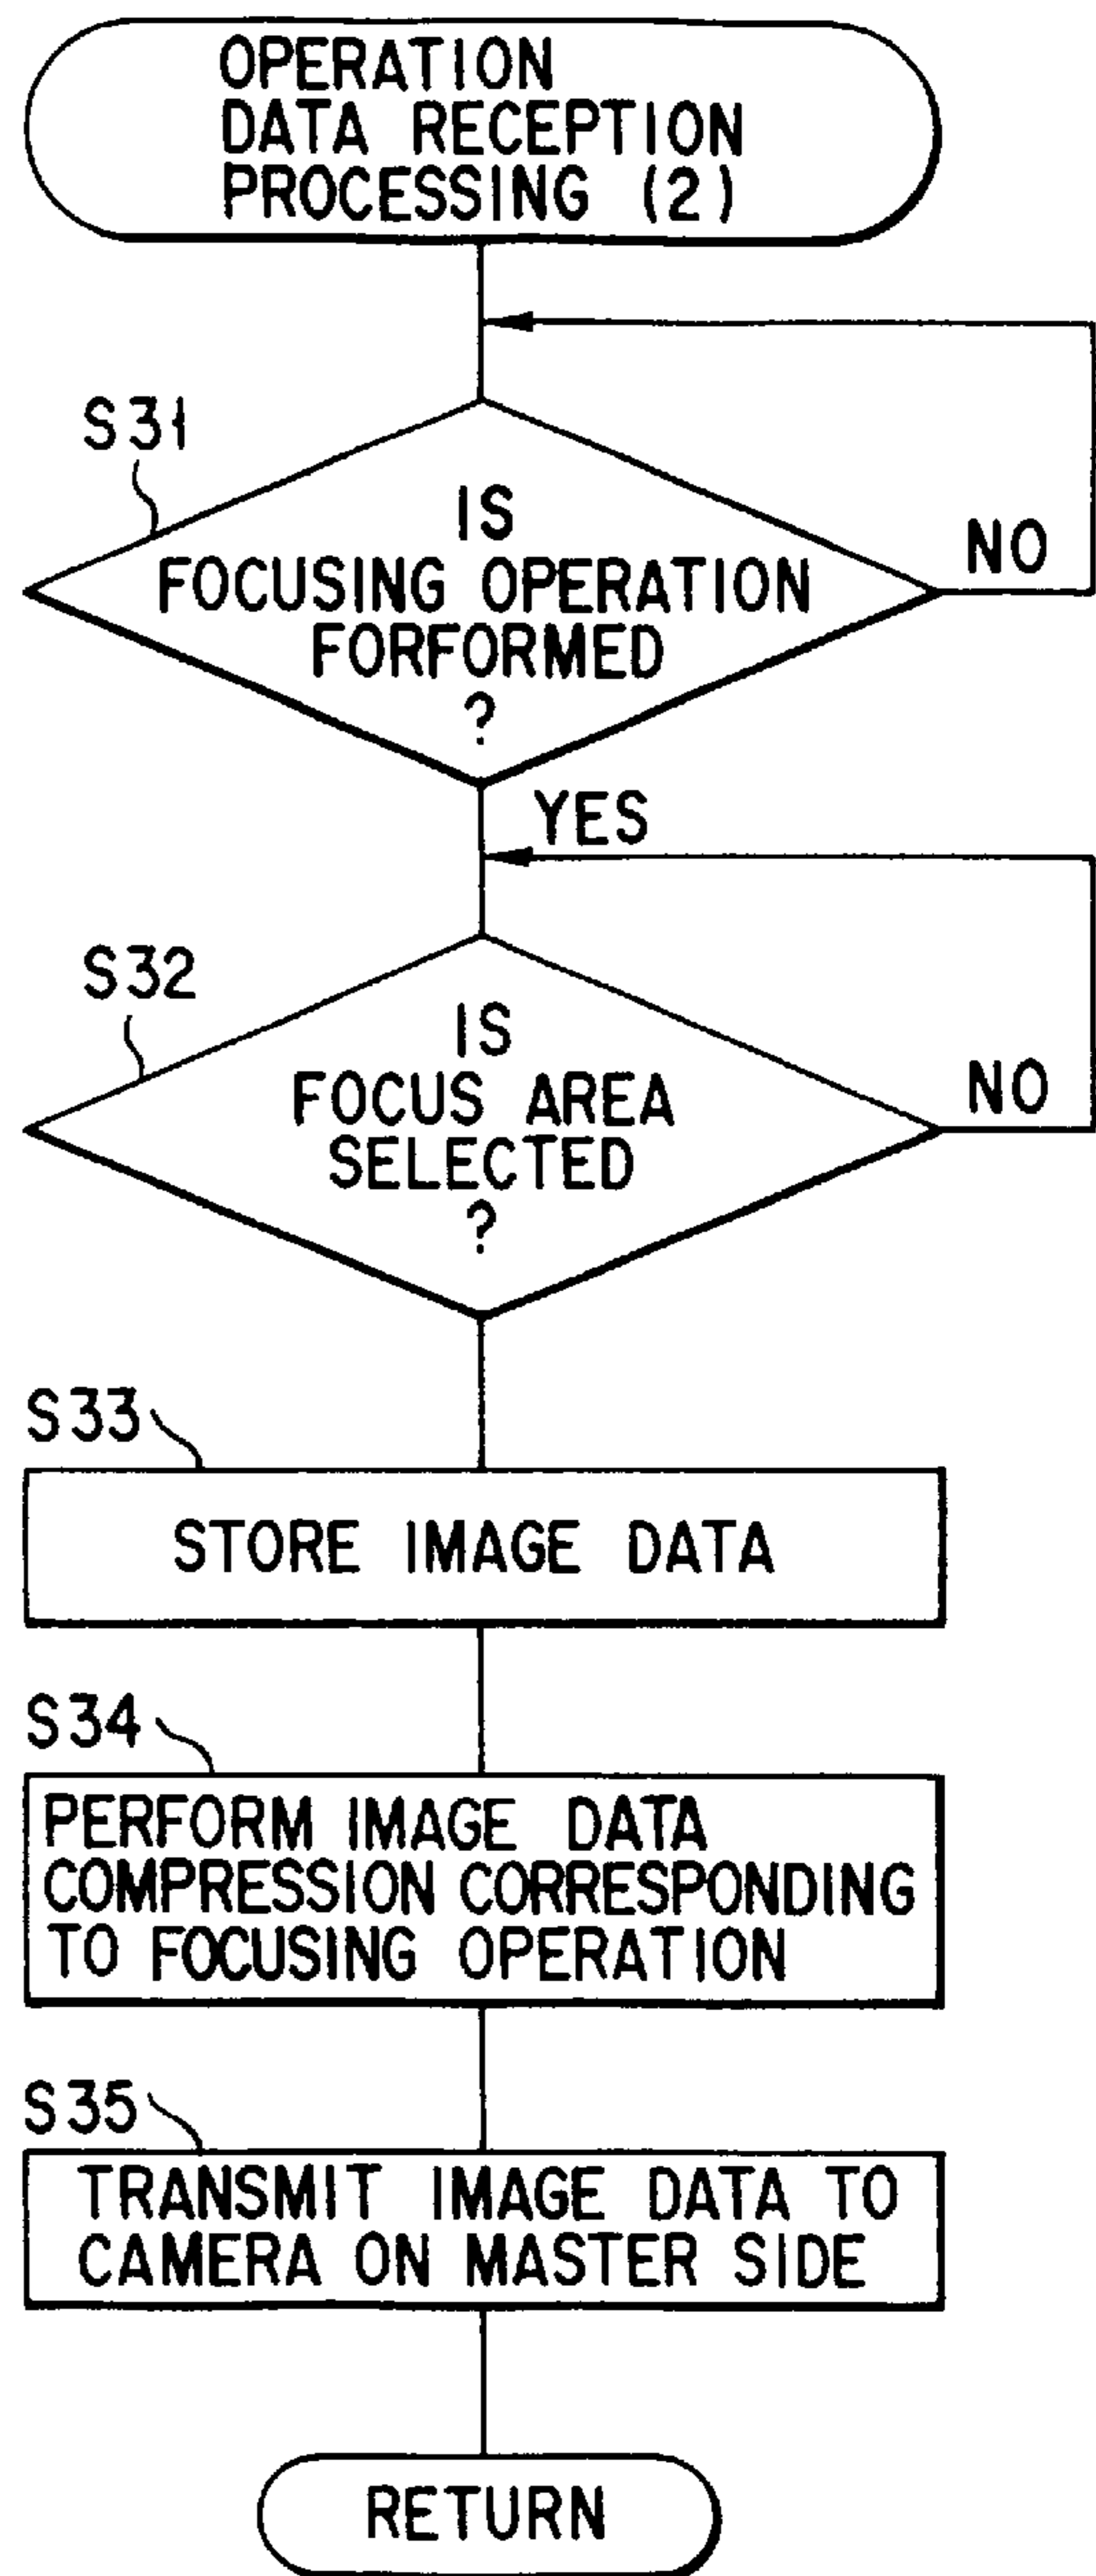 OPERATION
DATA RECEPTION
PROCESSING (2)
S31
IS
FOCUSING OPERATION
FORFORMED
?
NO
YES
S32
IS
FOCUS AREA
SELECTED
?
NO
S33
STORE IMAGE DATA
S34
PERFORM IMAGE DATA
COMPRESSION CORRESPONDING
TO FOCUSING OPERATION
S35
TRANSMIT IMAGE DATA TO
CAMERA ON MASTER SIDE
RETURN